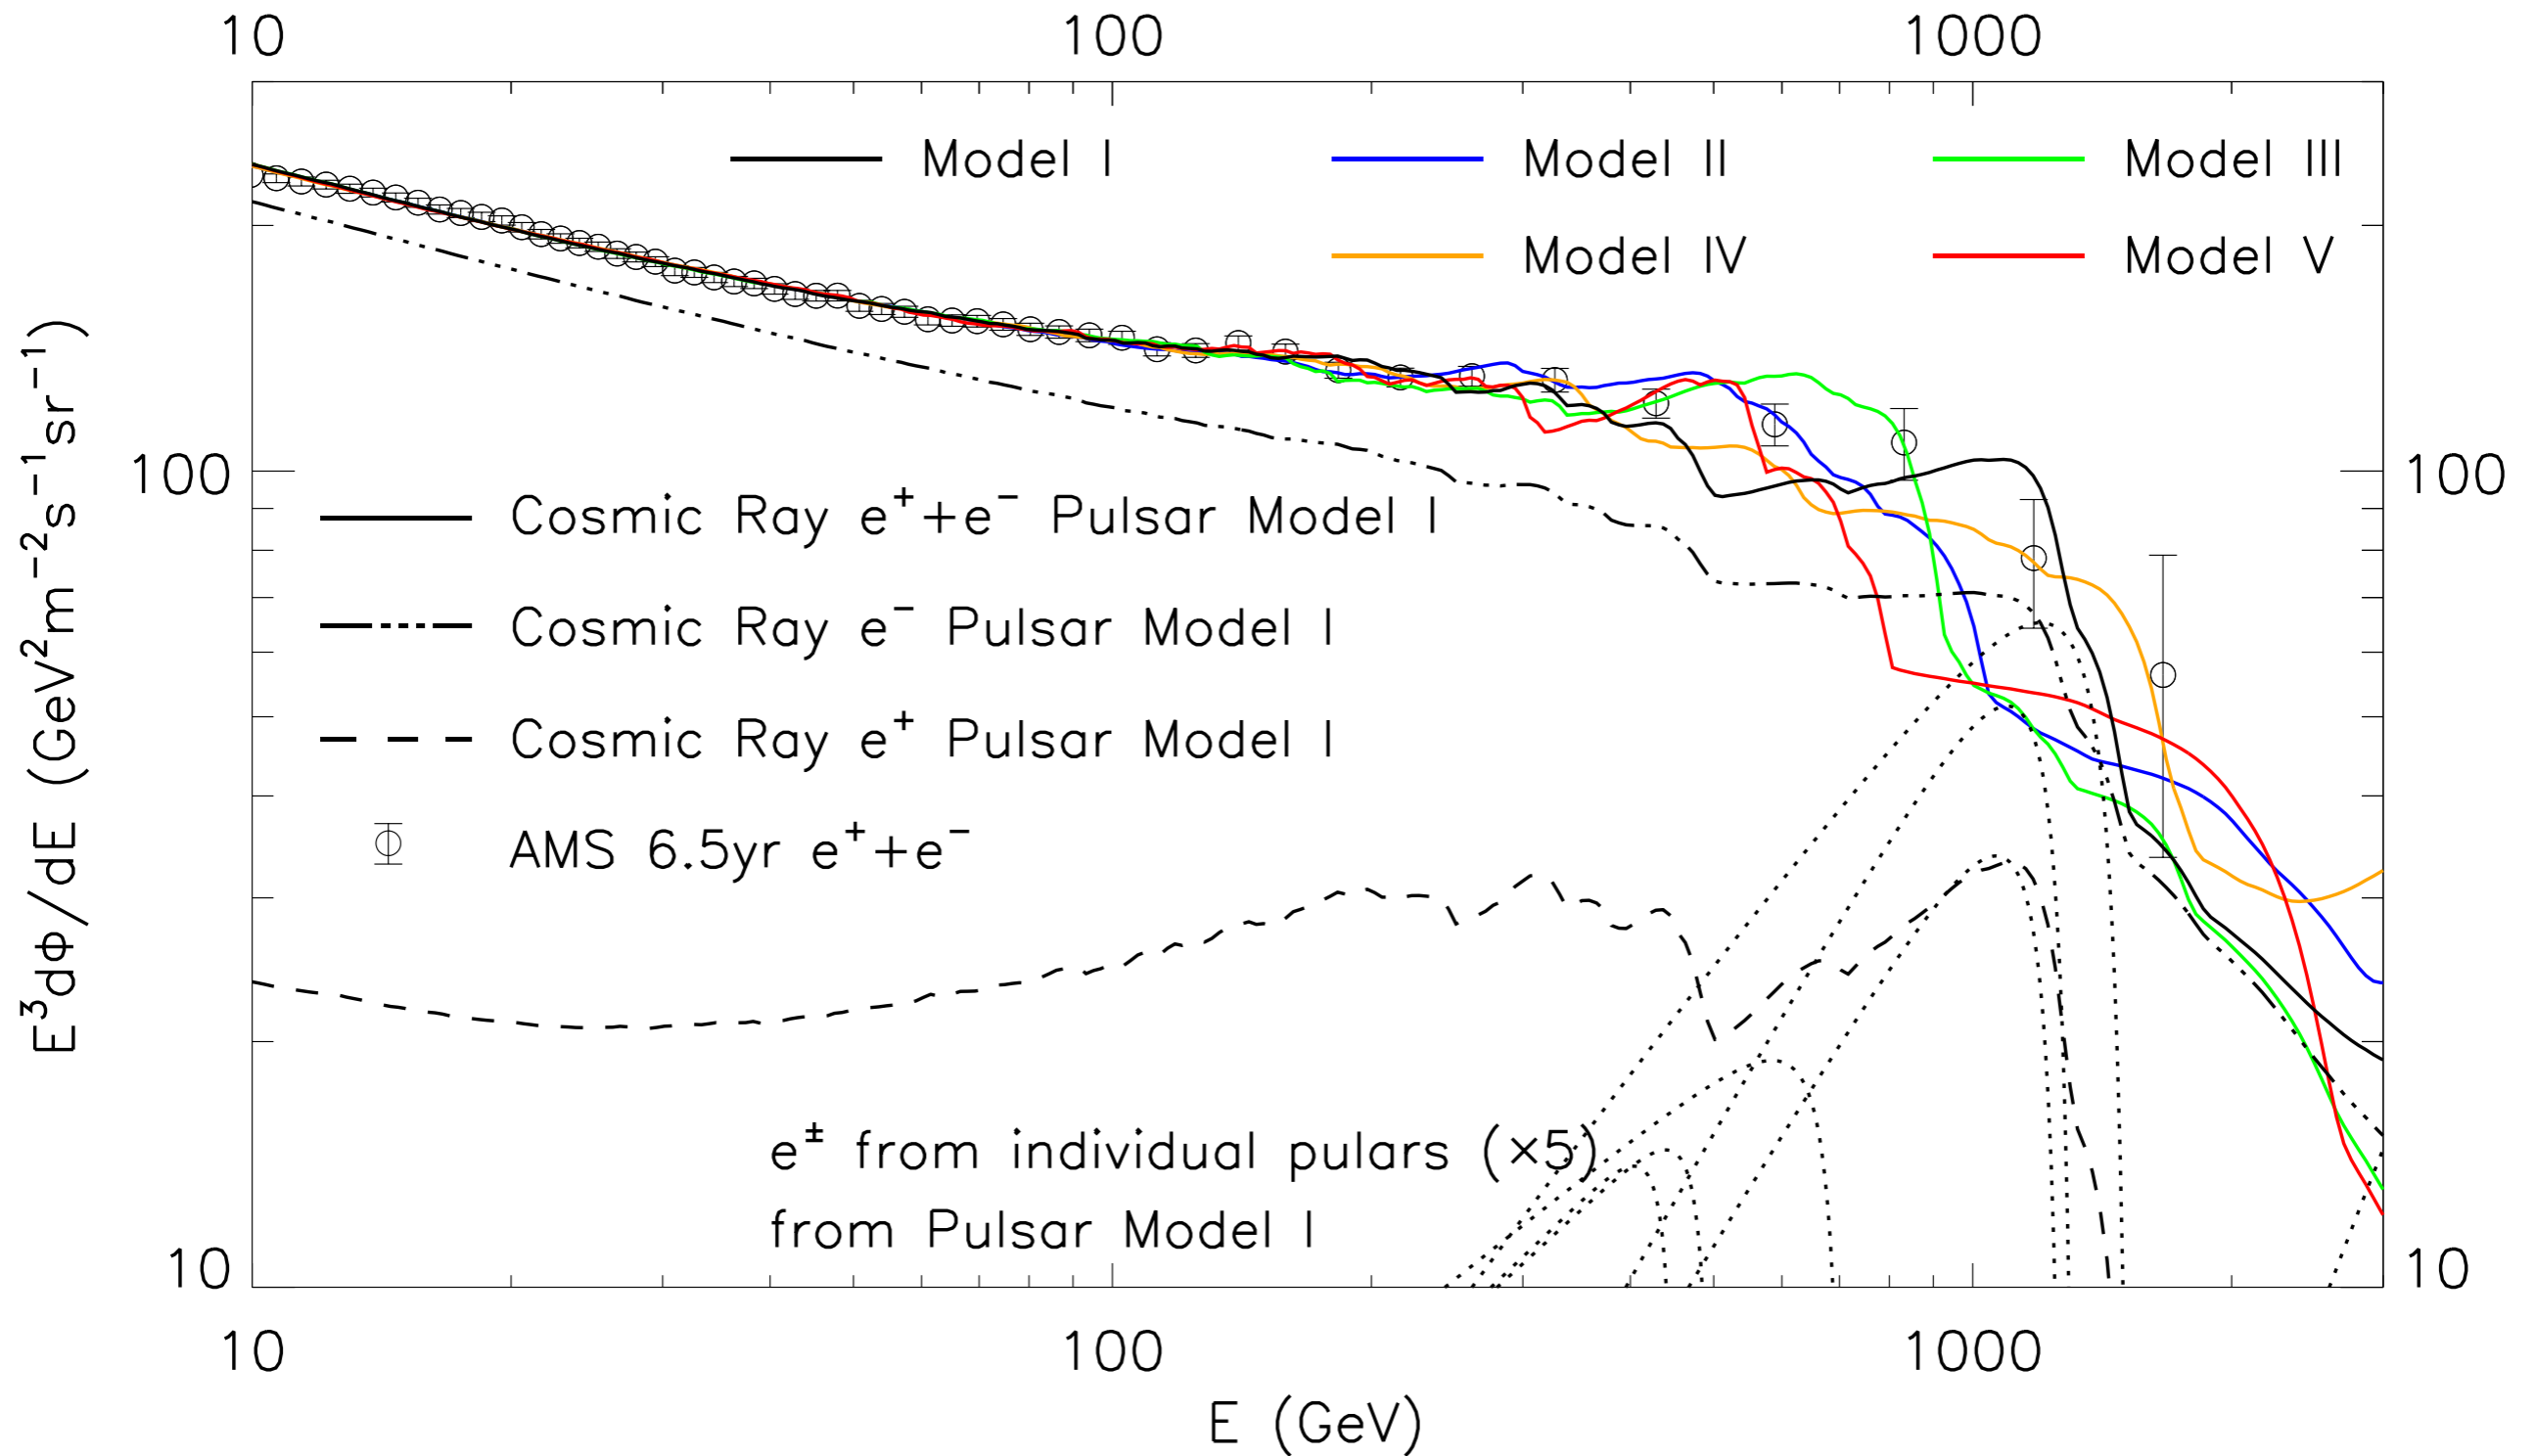 10 100 1000
Model I Model II Model III
Model IV Model V
100 100
Cosmic Ray e⁺+e⁻ Pulsar Model I
Cosmic Ray e⁻ Pulsar Model I
Cosmic Ray e⁺ Pulsar Model I
AMS 6.5yr e⁺+e⁻
E³dΦ/dE (GeV²m⁻²s⁻¹sr⁻¹)
e± from individual pulars (×5)
from Pulsar Model I
10 10
10 100 1000
E (GeV)